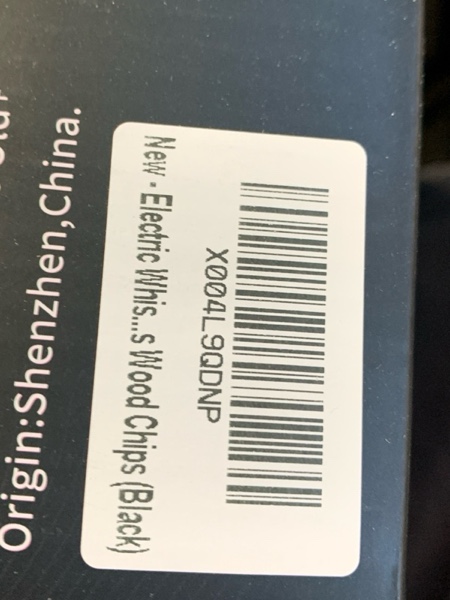 X004L9QDNP
New - Electric Whis...s Wood Chips (Black)
Origin:Shenzhen,China.